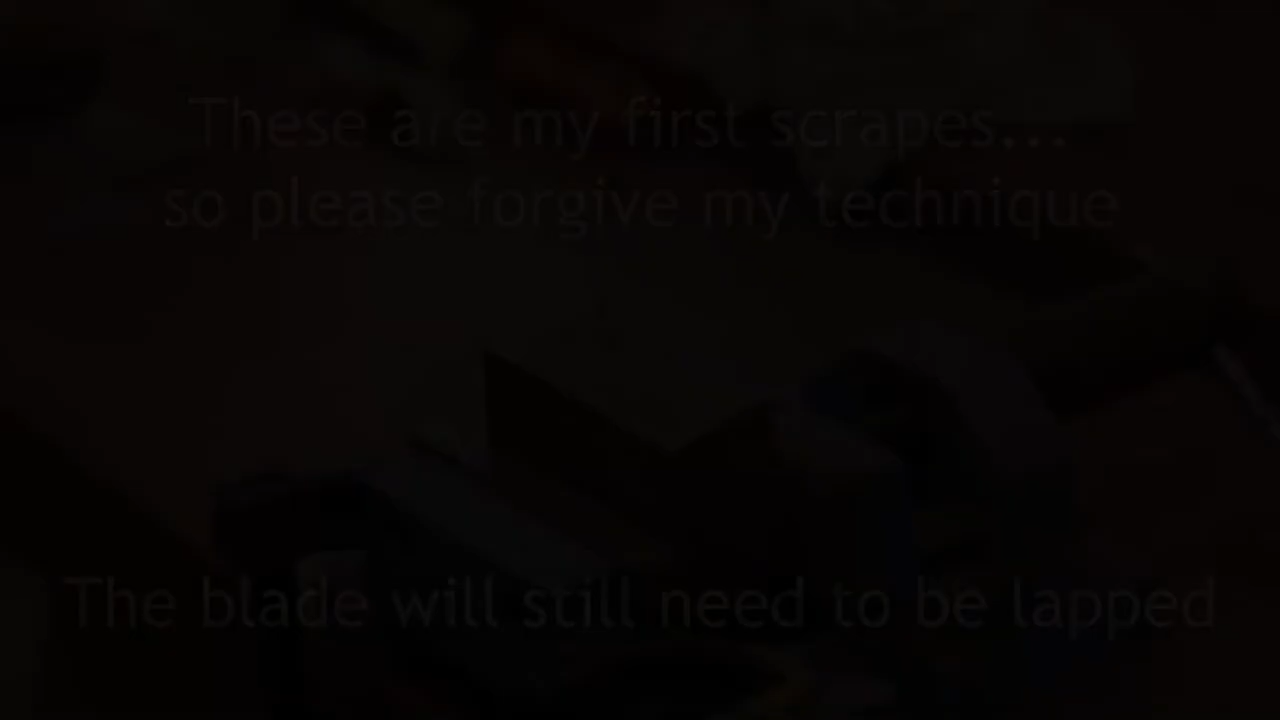 These are my first scrapes...
so please forgive my technique
The blade will still need to be lapped